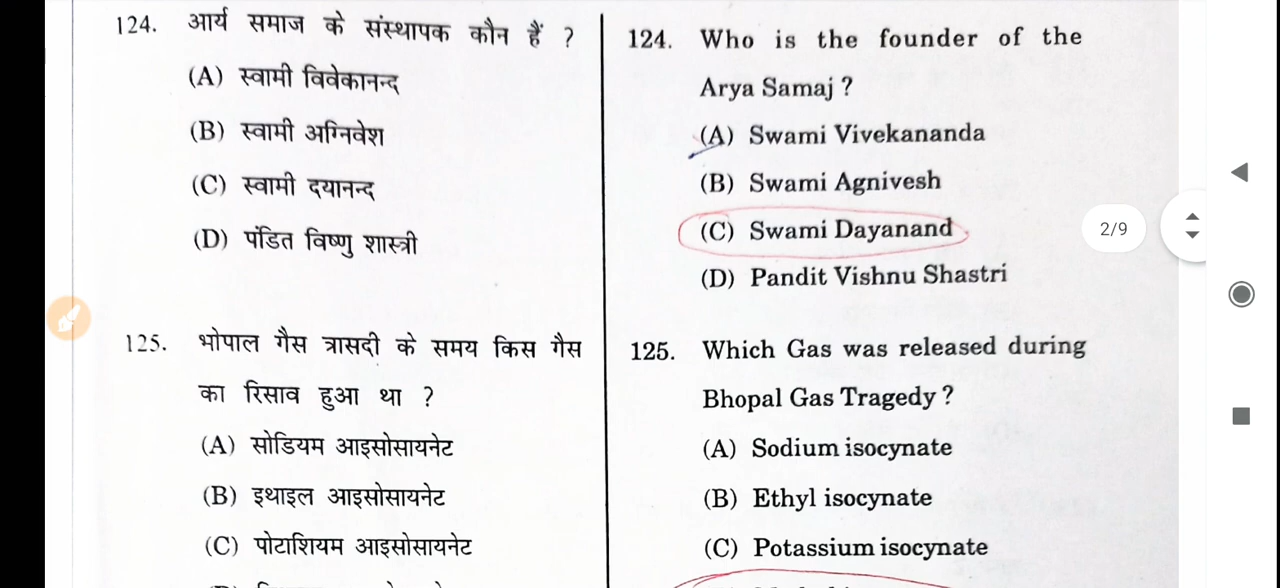 124. आर्य समाज के संस्थापक कौन हैं ?
(A) स्वामी विवेकानन्द
(B) स्वामी अग्निवेश
(C) स्वामी दयानन्द
(D) पंडित विष्णु शास्त्री
125. भोपाल गैस त्रासदी के समय किस गैस
का रिसाव हुआ था ?
(A) सोडियम आइसोसायनेट
(B) इथाइल आइसोसायनेट
(C) पोटाशियम आइसोसायनेट
124. Who is the founder of the
Arya Samaj ?
(A) Swami Vivekananda
(B) Swami Agnivesh
(C) Swami Dayanand
(D) Pandit Vishnu Shastri
125. Which Gas was released during
Bhopal Gas Tragedy ?
(A) Sodium isocynate
(B) Ethyl isocynate
(C) Potassium isocynate
2/9